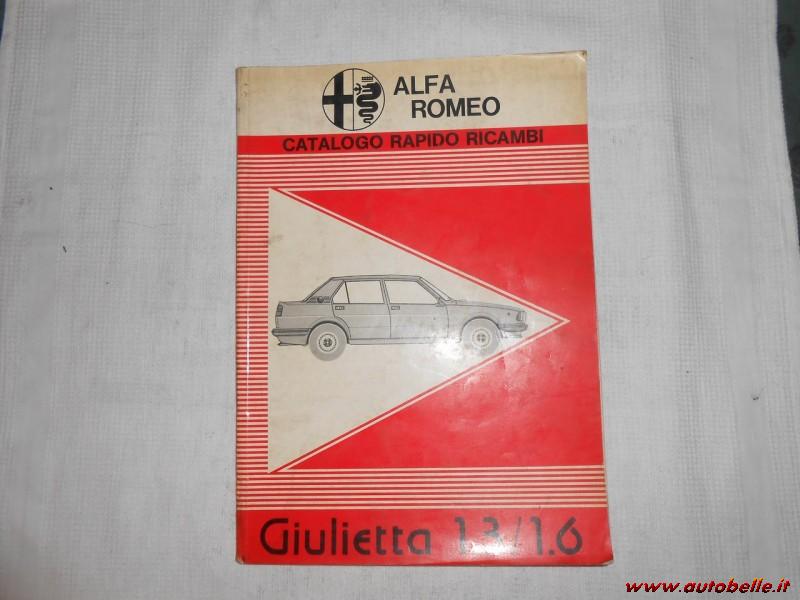 ALFA
ROMEO
CATALOGO RAPIDO RICAMBI
Giulietta 1.3/1.6
www.autobelle.it